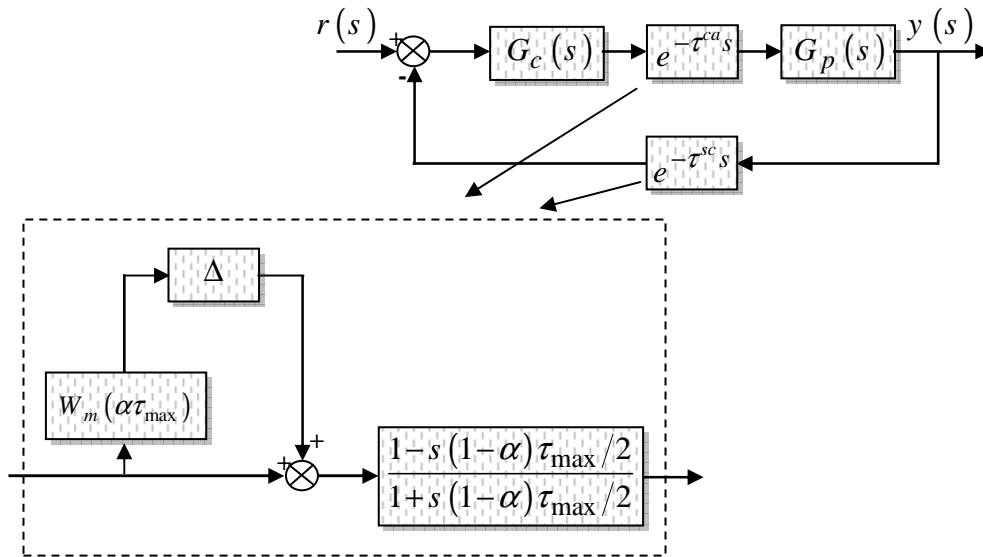 r(s)
+
-
G_c(s)
e^{-τ^{ca}s}
G_p(s)
y(s)
e^{-τ^{sc}s}
Δ
W_m(ατ_max)
+
+
1-s(1-α)τ_max/2
1+s(1-α)τ_max/2